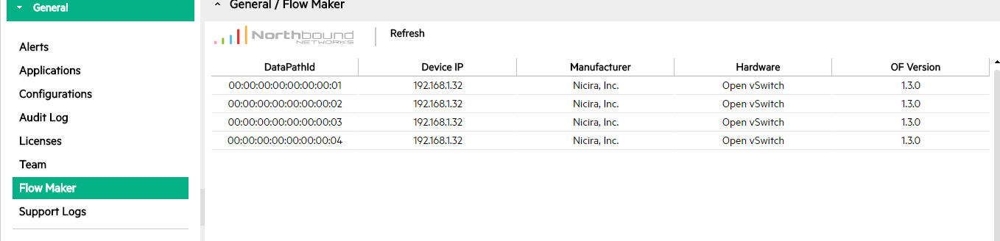 General
General / Flow Maker
Northbound
NETWORKS
Refresh
Alerts
Applications
Configurations
Audit Log
Licenses
Team
Flow Maker
Support Logs
DataPathId Device IP Manufacturer Hardware OF Version
00:00:00:00:00:00:00:01 192.168.1.32 Nicira, Inc. Open vSwitch 1.3.0
00:00:00:00:00:00:00:02 192.168.1.32 Nicira, Inc. Open vSwitch 1.3.0
00:00:00:00:00:00:00:03 192.168.1.32 Nicira, Inc. Open vSwitch 1.3.0
00:00:00:00:00:00:00:04 192.168.1.32 Nicira, Inc. Open vSwitch 1.3.0